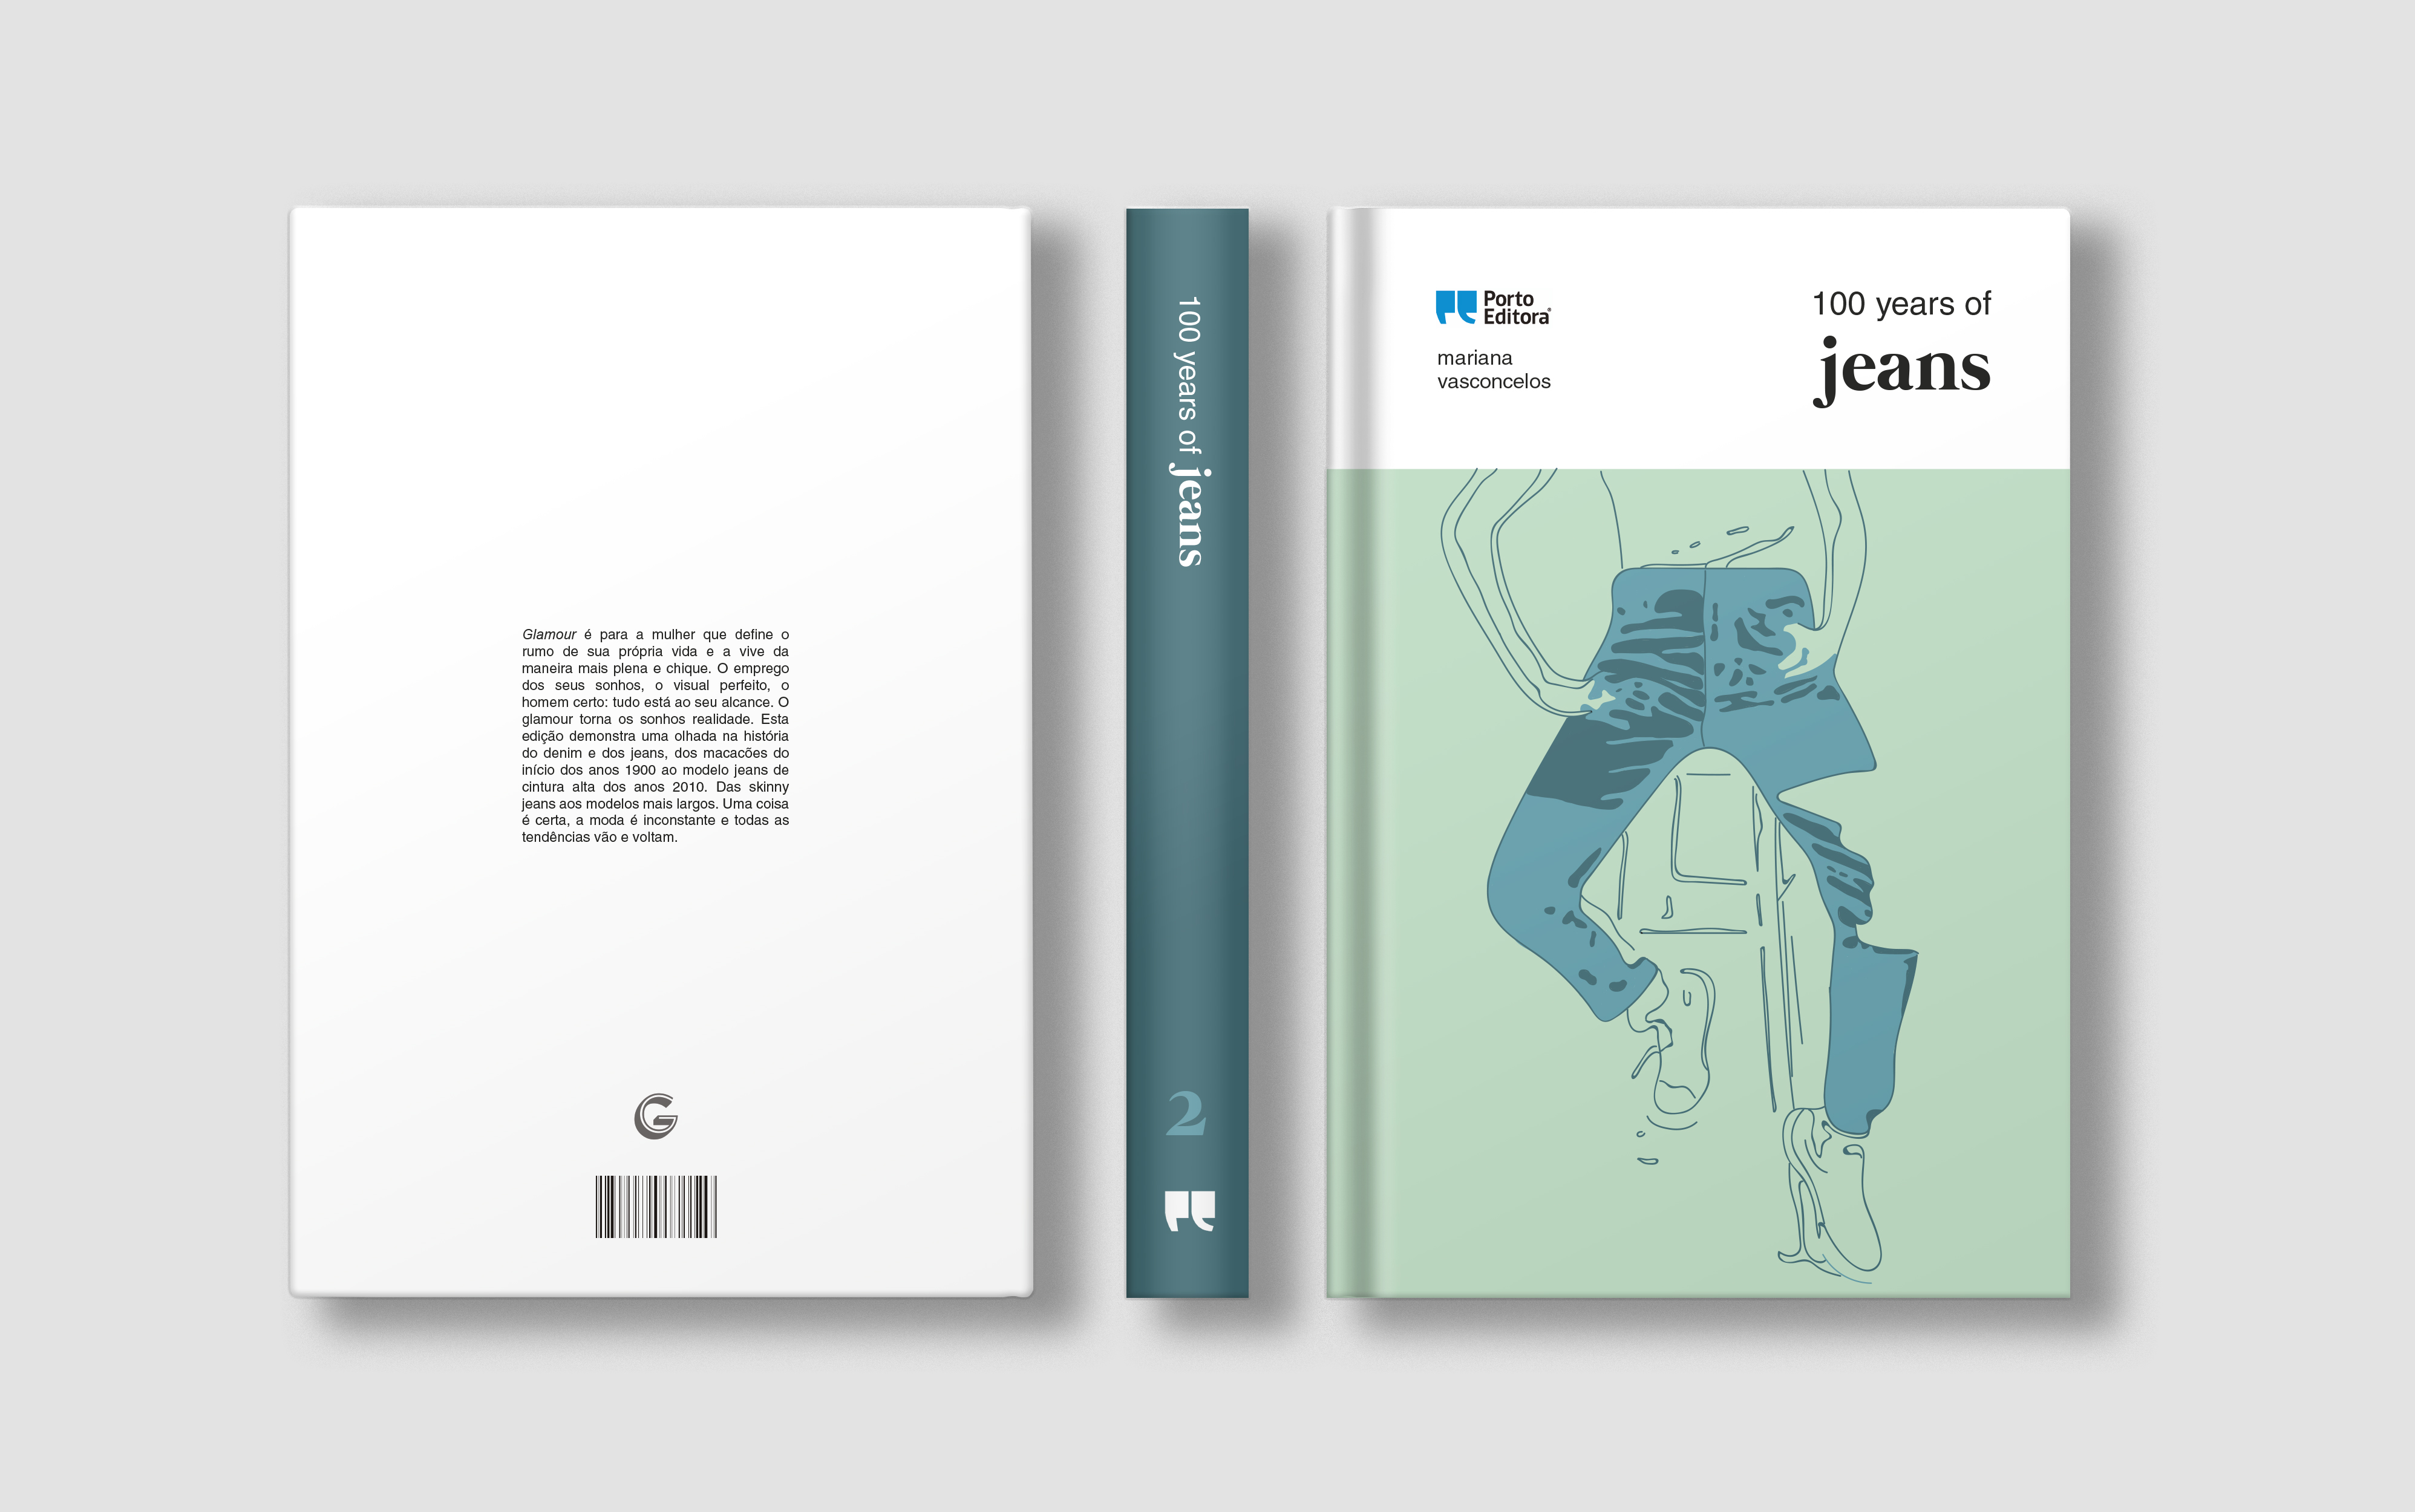 Glamour é para a mulher que define o
rumo de sua própria vida e a vive da
maneira mais plena e chique. O emprego
dos seus sonhos, o visual perfeito, o
homem certo: tudo está ao seu alcance. O
glamour torna os sonhos realidade. Esta
edição demonstra uma olhada na história
do denim e dos jeans, dos macacões do
início dos anos 1900 ao modelo jeans de
cintura alta dos anos 2010. Das skinny
jeans aos modelos mais largos. Uma coisa
é certa, a moda é inconstante e todas as
tendências vão e voltam.
G
100 years of jeans
2
Porto
Editora®
mariana
vasconcelos
100 years of
jeans